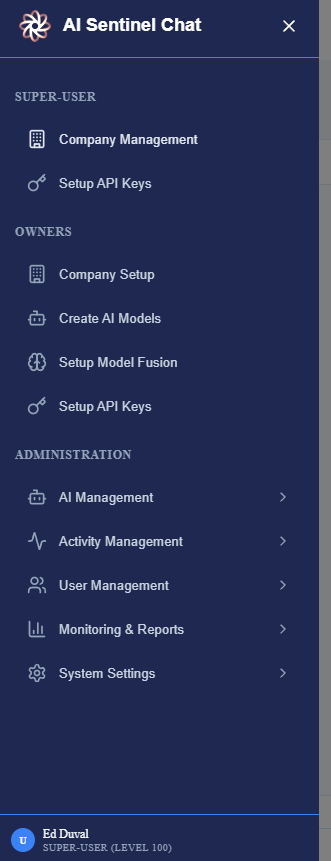 AI Sentinel Chat
SUPER-USER
Company Management
Setup API Keys
OWNERS
Company Setup
Create AI Models
Setup Model Fusion
Setup API Keys
ADMINISTRATION
AI Management
Activity Management
User Management
Monitoring & Reports
System Settings
U
Ed Duval
SUPER-USER (LEVEL 100)